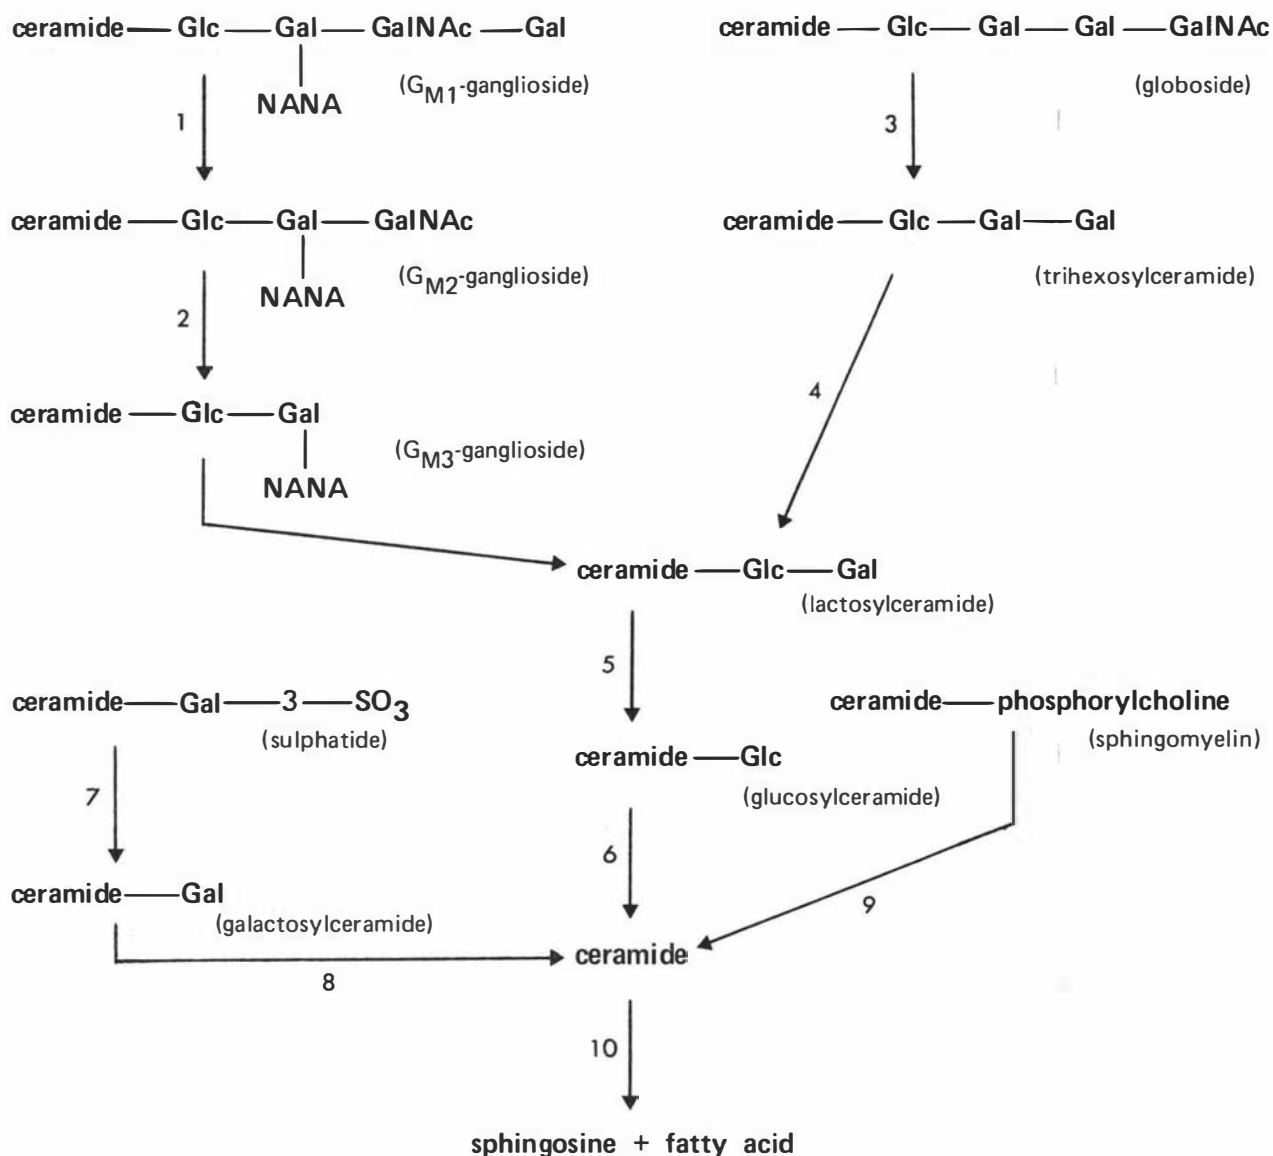 ceramide — Glc — Gal — GalNAc — Gal
NANA
(GM1-ganglioside)
1
ceramide — Glc — Gal — GalNAc
NANA
(GM2-ganglioside)
2
ceramide — Glc — Gal
NANA
(GM3-ganglioside)
ceramide — Glc — Gal — Gal — GalNAc
(globoside)
3
ceramide — Glc — Gal — Gal
(trihexosylceramide)
4
ceramide — Glc — Gal
(lactosylceramide)
5
ceramide — Gal — 3 — SO3
(sulphatide)
7
ceramide — Glc
(glucosylceramide)
6
ceramide — phosphorylcholine
(sphingomyelin)
9
ceramide — Gal
(galactosylceramide)
8
ceramide
10
sphingosine + fatty acid